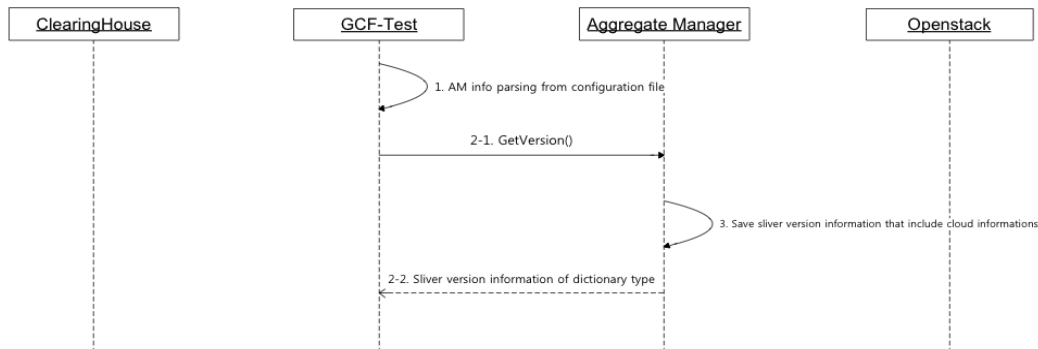 ClearingHouse
GCF-Test
Aggregate Manager
Openstack
1. AM info parsing from configuration file
2-1. GetVersion()
3. Save sliver version information that include cloud informations
2-2. Sliver version information of dictionary type